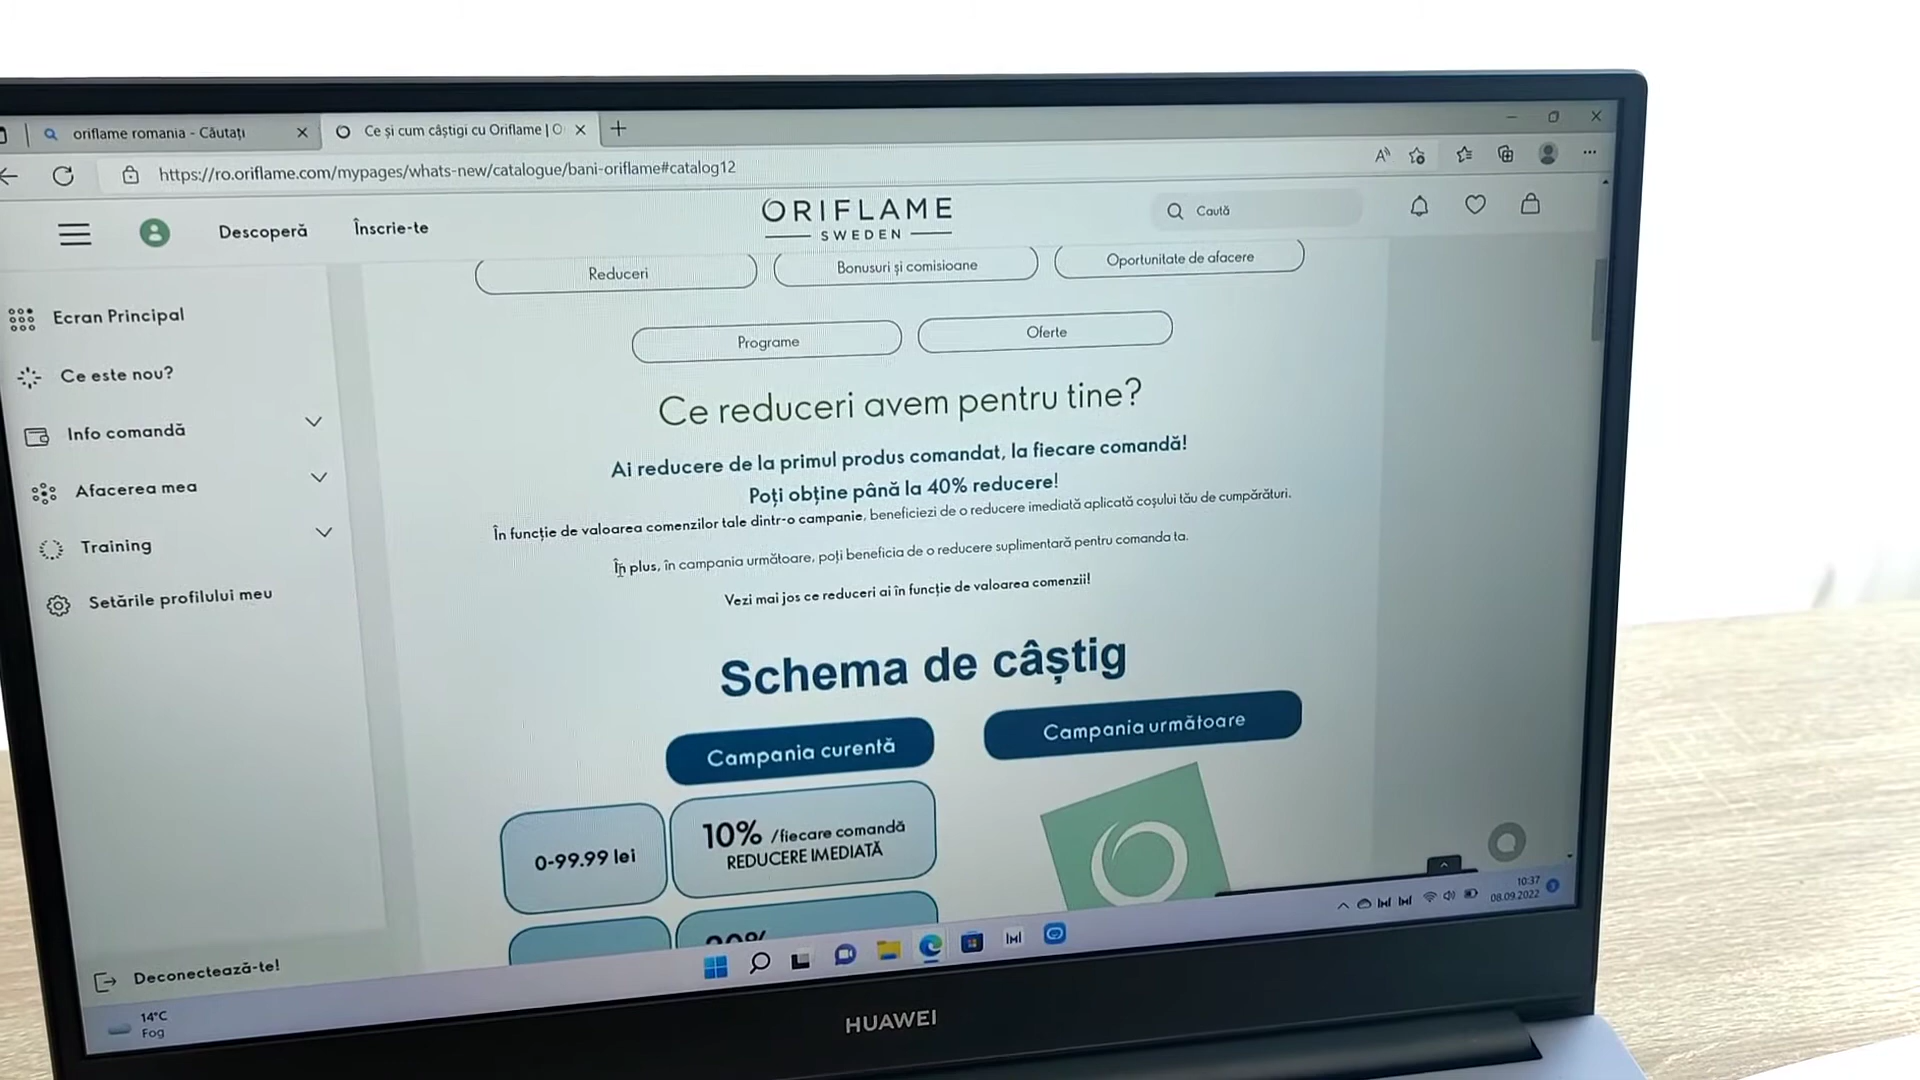 oriflame romania - Căutați
Ce și cum câștigi cu Oriflame | O
https://ro.oriflame.com/mypages/whats-new/catalogue/bani-oriflame#catalog12
Descoperă
Înscrie-te
ORIFLAME
SWEDEN
Caută
Reduceri
Bonusuri și comisioane
Oportunitate de afacere
Programe
Oferte
Ecran Principal
Ce este nou?
Info comandă
Afacerea mea
Training
Setările profilului meu
Deconectează-te!
Ce reduceri avem pentru tine?
Ai reducere de la primul produs comandat, la fiecare comandă!
Poți obține până la 40% reducere!
În funcție de valoarea comenzilor tale dintr-o campanie, beneficiezi de o reducere imediată aplicată coșului tău de cumpărături.
În plus, în campania următoare, poți beneficia de o reducere suplimentară pentru comanda ta.
Vezi mai jos ce reduceri ai în funcție de valoarea comenzii!
Schema de câștig
Campania curentă
Campania următoare
0-99.99 lei
10% /fiecare comandă
REDUCERE IMEDIATĂ
14°C
Fog
10:37
08.09.2022
HUAWEI